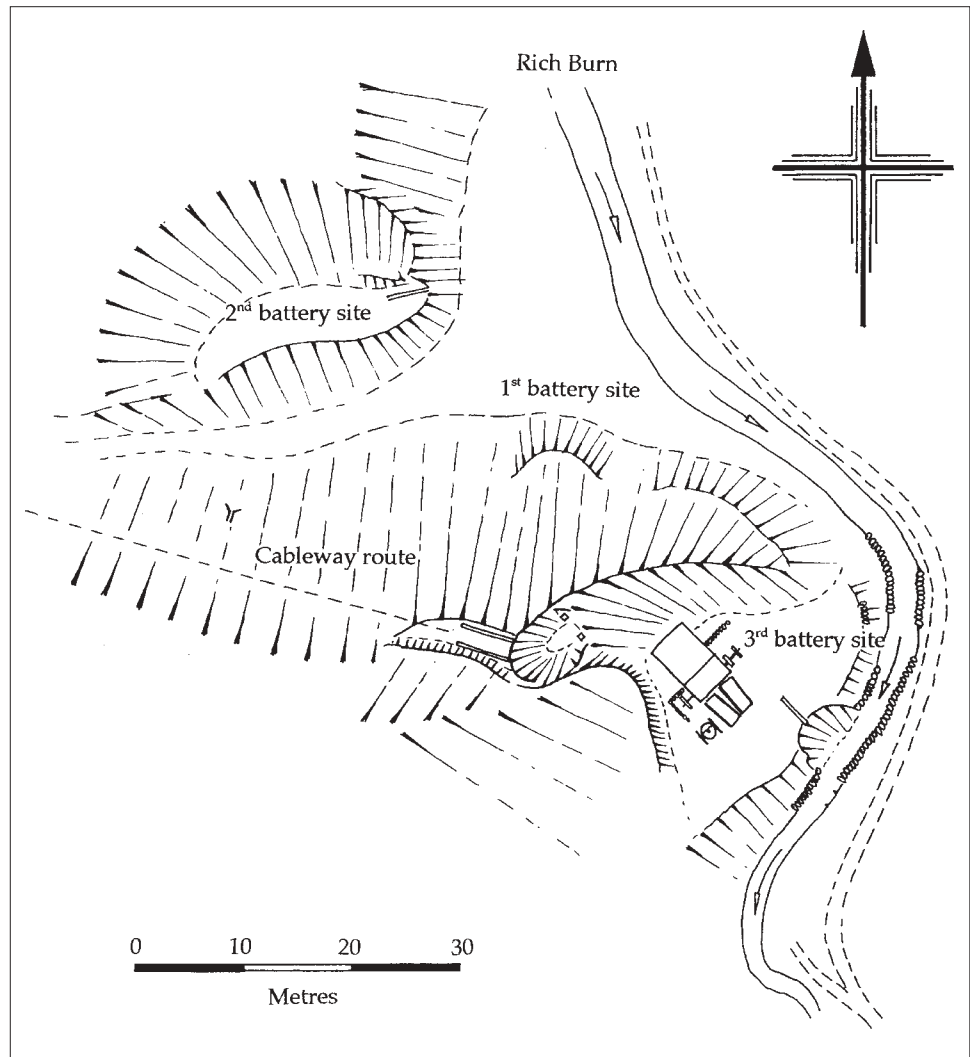 Rich Burn
2nd battery site
1st battery site
Cableway route
3rd battery site
0 10 20 30
Metres